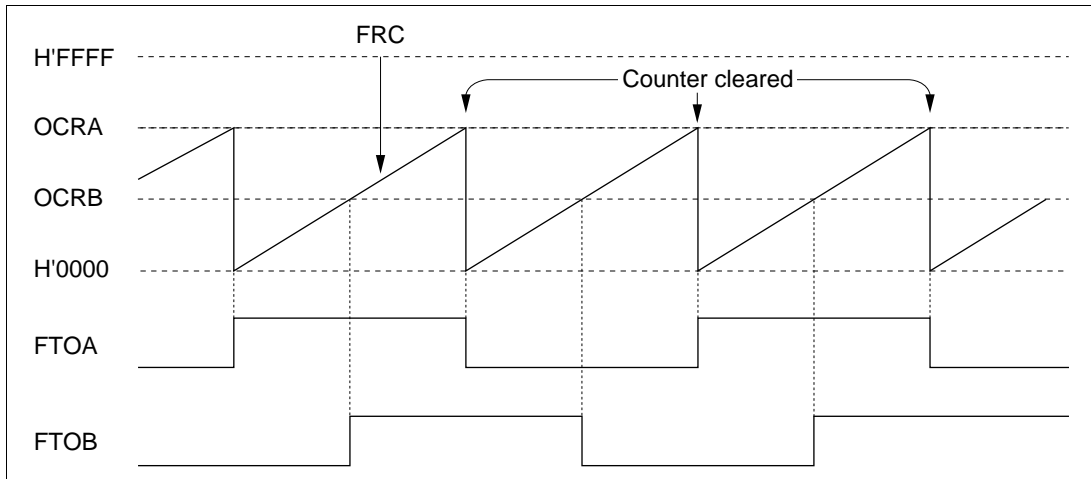 FRC
H'FFFF
Counter cleared
OCRA
OCRB
H'0000
FTOA
FTOB